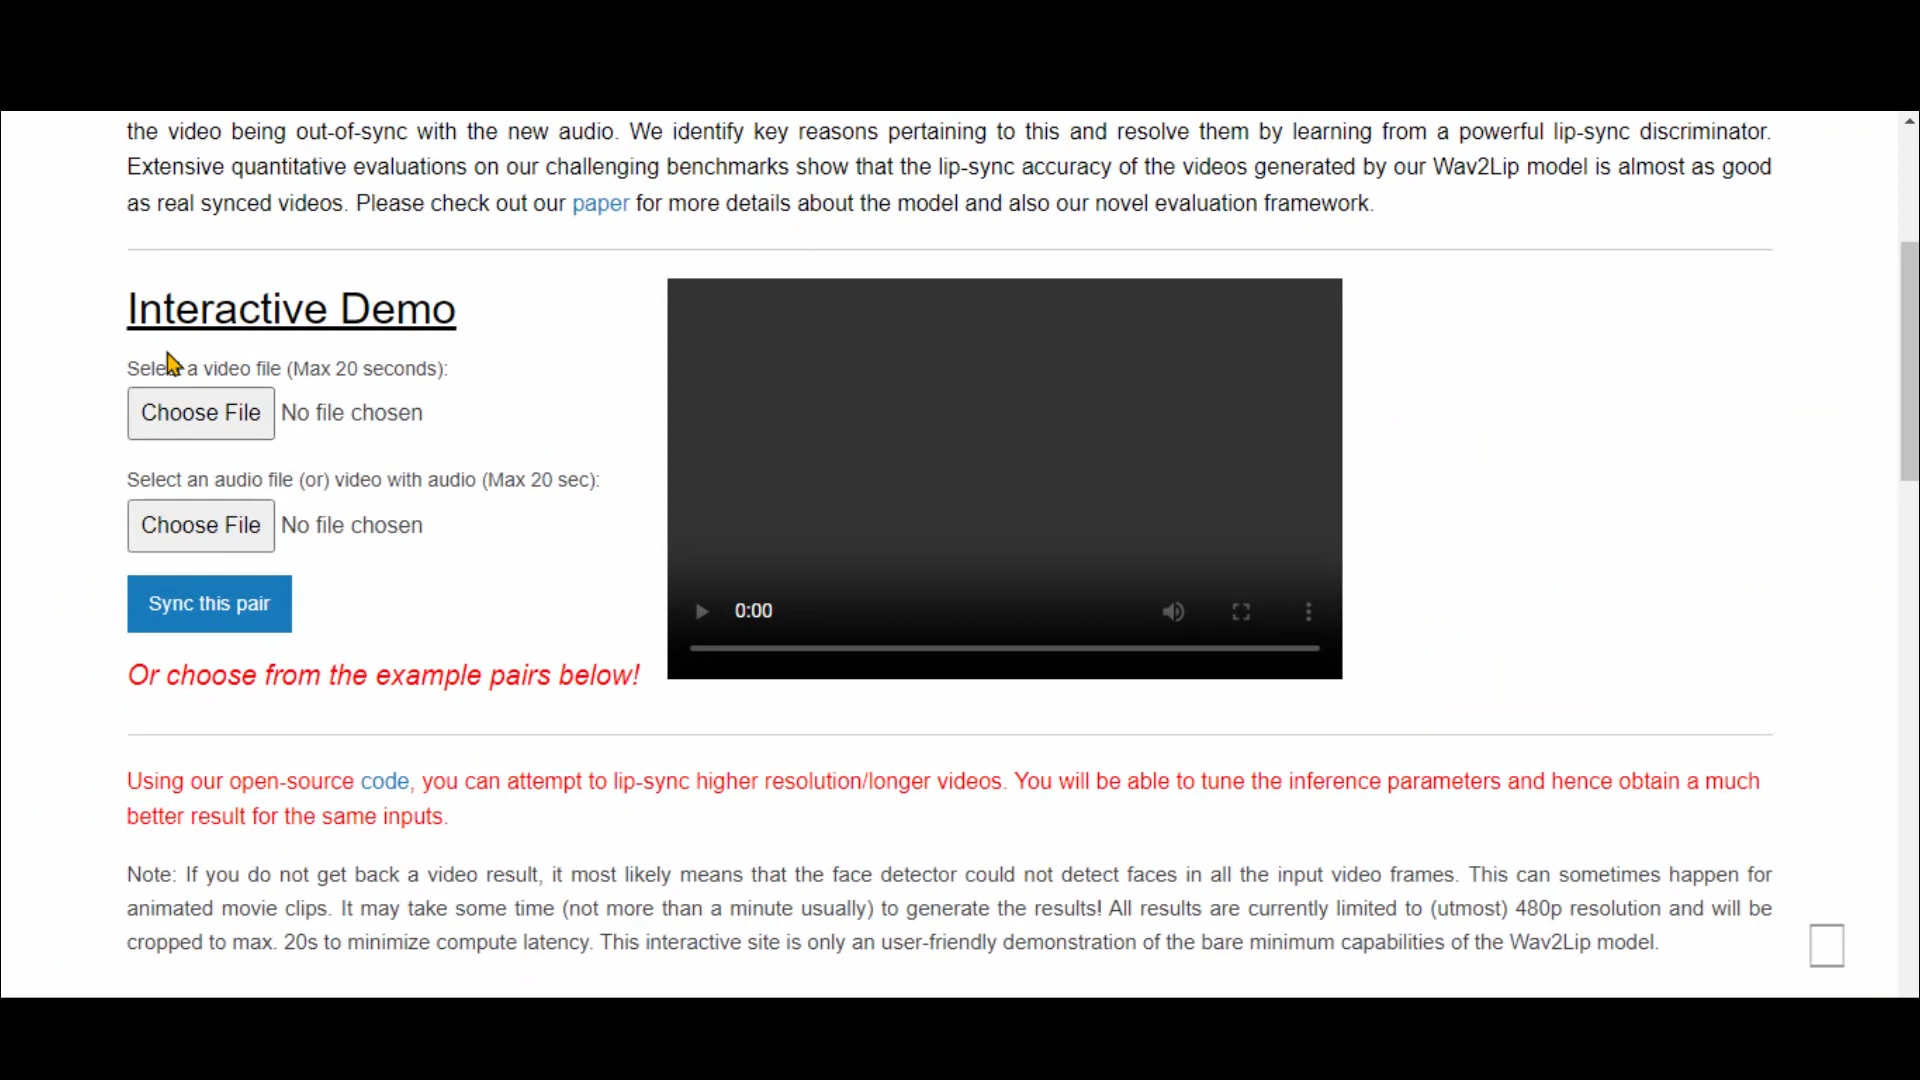 the video being out-of-sync with the new audio. We identify key reasons pertaining to this and resolve them by learning from a powerful lip-sync discriminator.
Extensive quantitative evaluations on our challenging benchmarks show that the lip-sync accuracy of the videos generated by our Wav2Lip model is almost as good
as real synced videos. Please check out our paper for more details about the model and also our novel evaluation framework.
Interactive Demo
Select a video file (Max 20 seconds):
Choose File No file chosen
Select an audio file (or) video with audio (Max 20 sec):
Choose File No file chosen
Sync this pair
0:00
Or choose from the example pairs below!
Using our open-source code, you can attempt to lip-sync higher resolution/longer videos. You will be able to tune the inference parameters and hence obtain a much
better result for the same inputs.
Note: If you do not get back a video result, it most likely means that the face detector could not detect faces in all the input video frames. This can sometimes happen for
animated movie clips. It may take some time (not more than a minute usually) to generate the results! All results are currently limited to (utmost) 480p resolution and will be
cropped to max. 20s to minimize compute latency. This interactive site is only an user-friendly demonstration of the bare minimum capabilities of the Wav2Lip model.